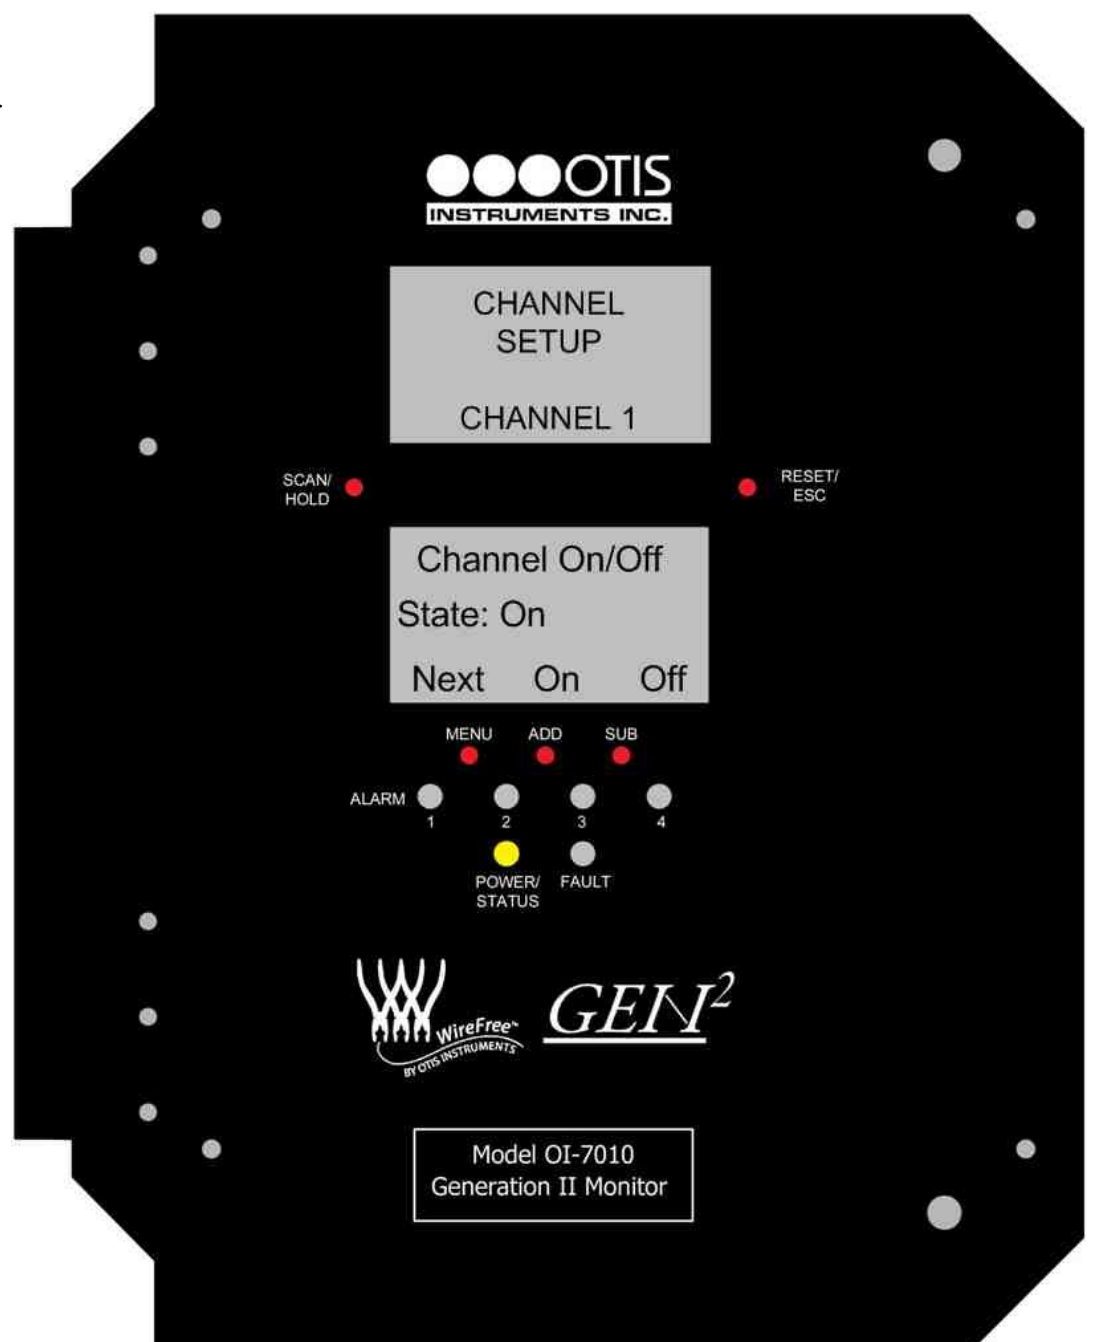 OTIS
INSTRUMENTS INC.
CHANNEL
SETUP
CHANNEL 1
SCAN/
HOLD
RESET/
ESC
Channel On/Off
State: On
Next On Off
MENU ADD SUB
ALARM
1 2 3 4
POWER/
STATUS
FAULT
WireFree™
BY OTIS INSTRUMENTS
GEN²
Model OI-7010
Generation II Monitor